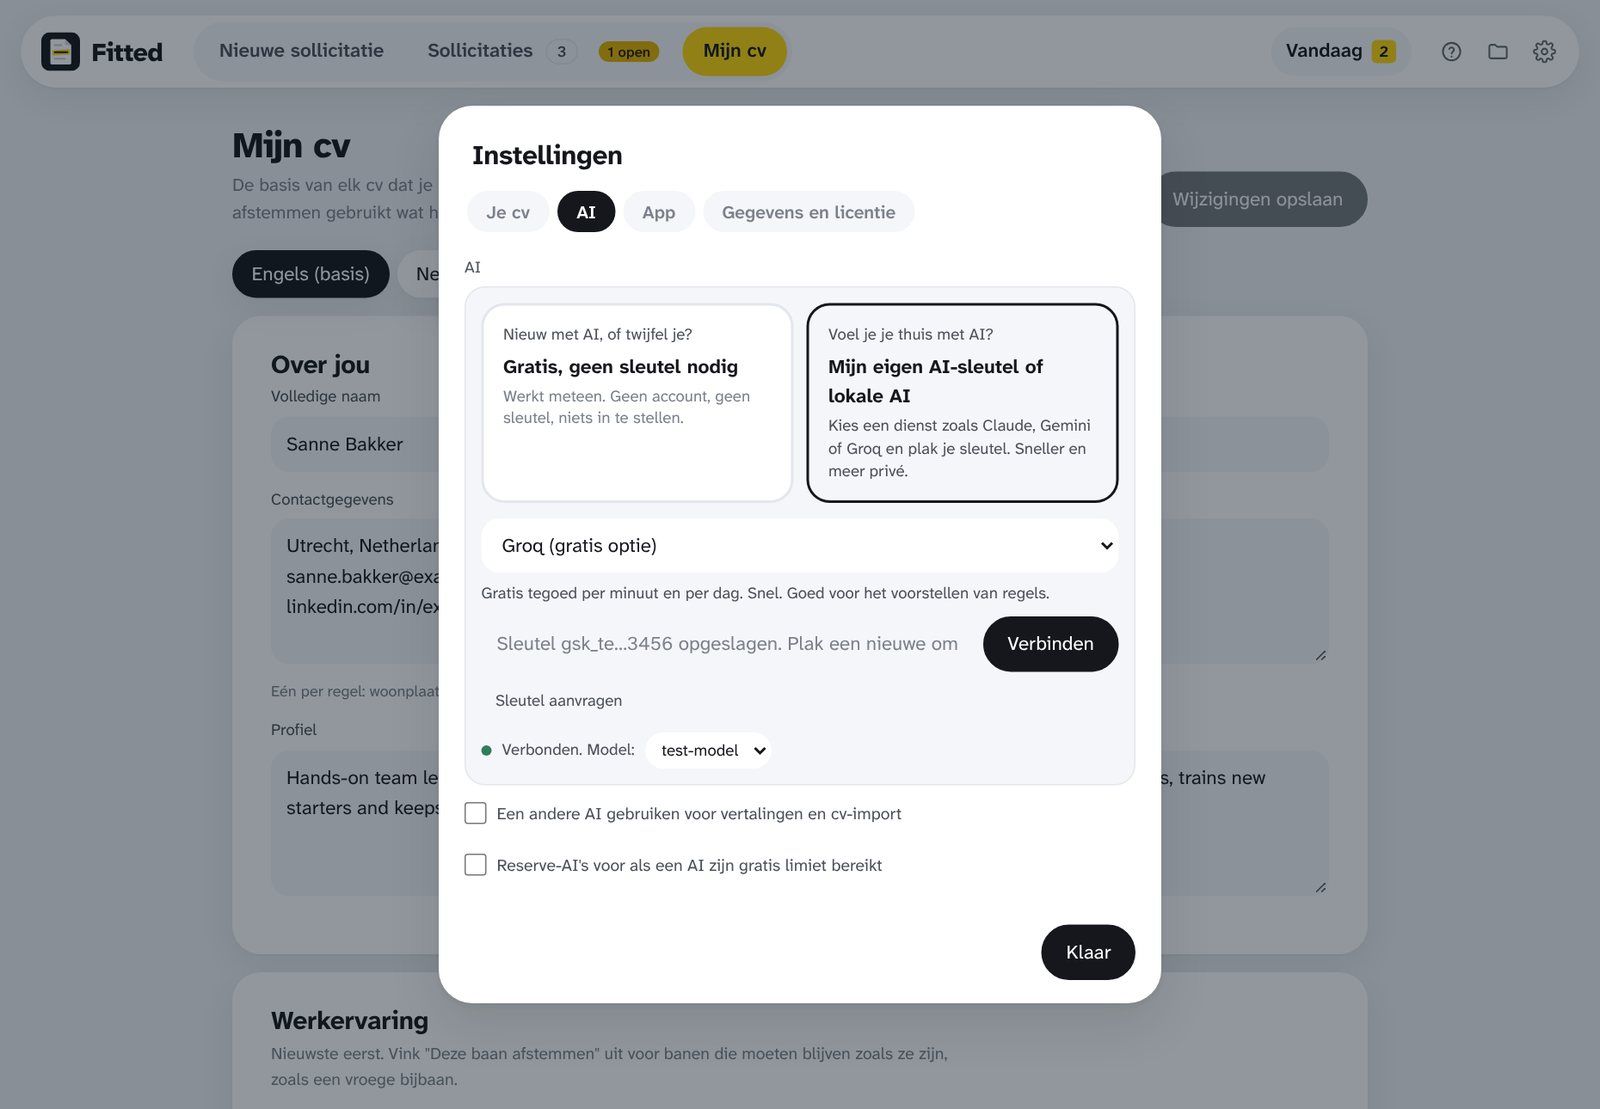 Fitted
Nieuwe sollicitatie
Sollicitaties 3
1 open
Mijn cv
Vandaag 2
Mijn cv
De basis van elk cv dat je
afstemmen gebruikt wat h
Wijzigingen opslaan
Engels (basis)
Ne
Over jou
Volledige naam
Sanne Bakker
Contactgegevens
Utrecht, Netherlan
sanne.bakker@exa
linkedin.com/in/ex
Eén per regel: woonplaat
Profiel
Hands-on team le
s, trains new
starters and keeps
Instellingen
Je cv
AI
App
Gegevens en licentie
AI
Nieuw met AI, of twijfel je?
Gratis, geen sleutel nodig
Werkt meteen. Geen account, geen
sleutel, niets in te stellen.
Voel je je thuis met AI?
Mijn eigen AI-sleutel of
lokale AI
Kies een dienst zoals Claude, Gemini
of Groq en plak je sleutel. Sneller en
meer privé.
Groq (gratis optie)
Gratis tegoed per minuut en per dag. Snel. Goed voor het voorstellen van regels.
Sleutel gsk_te...3456 opgeslagen. Plak een nieuwe om
Verbinden
Sleutel aanvragen
Verbonden. Model: test-model
Een andere AI gebruiken voor vertalingen en cv-import
Reserve-AI's voor als een AI zijn gratis limiet bereikt
Klaar
Werkervaring
Nieuwste eerst. Vink "Deze baan afstemmen" uit voor banen die moeten blijven zoals ze zijn,
zoals een vroege bijbaan.